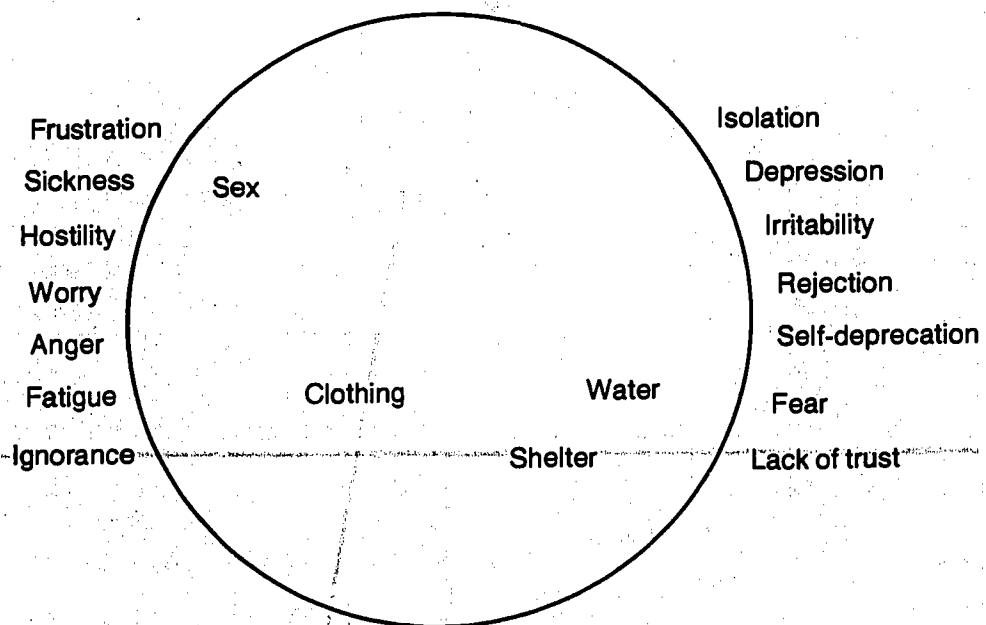 Frustration
Sickness
Hostility
Worry
Anger
Fatigue
Ignorance
Sex
Clothing
Water
Shelter
Isolation
Depression
Irritability
Rejection
Self-deprecation
Fear
Lack of trust